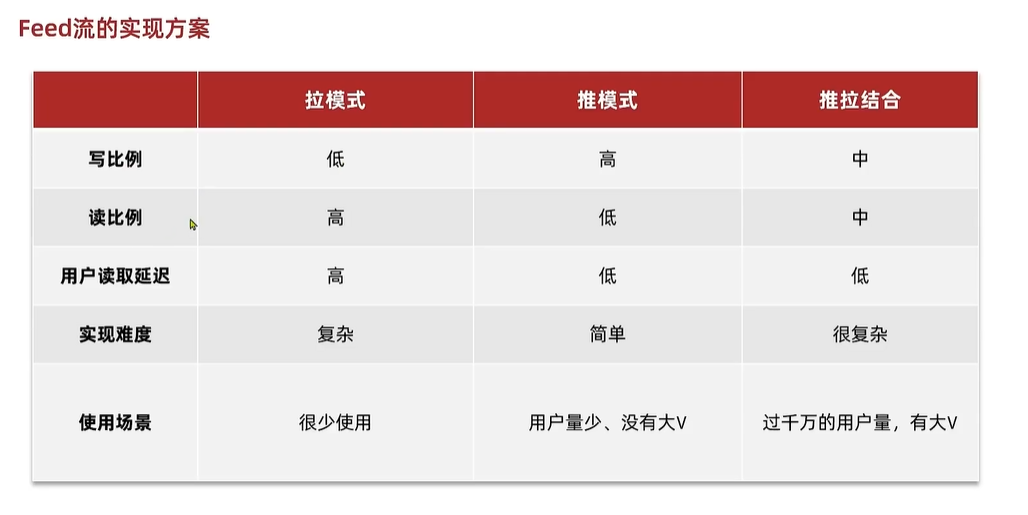 Feed流的实现方案
拉模式 推模式 推拉结合
写比例 低 高 中
读比例 高 低 中
用户读取延迟 高 低 低
实现难度 复杂 简单 很复杂
使用场景 很少使用 用户量少、没有大V 过千万的用户量，有大V